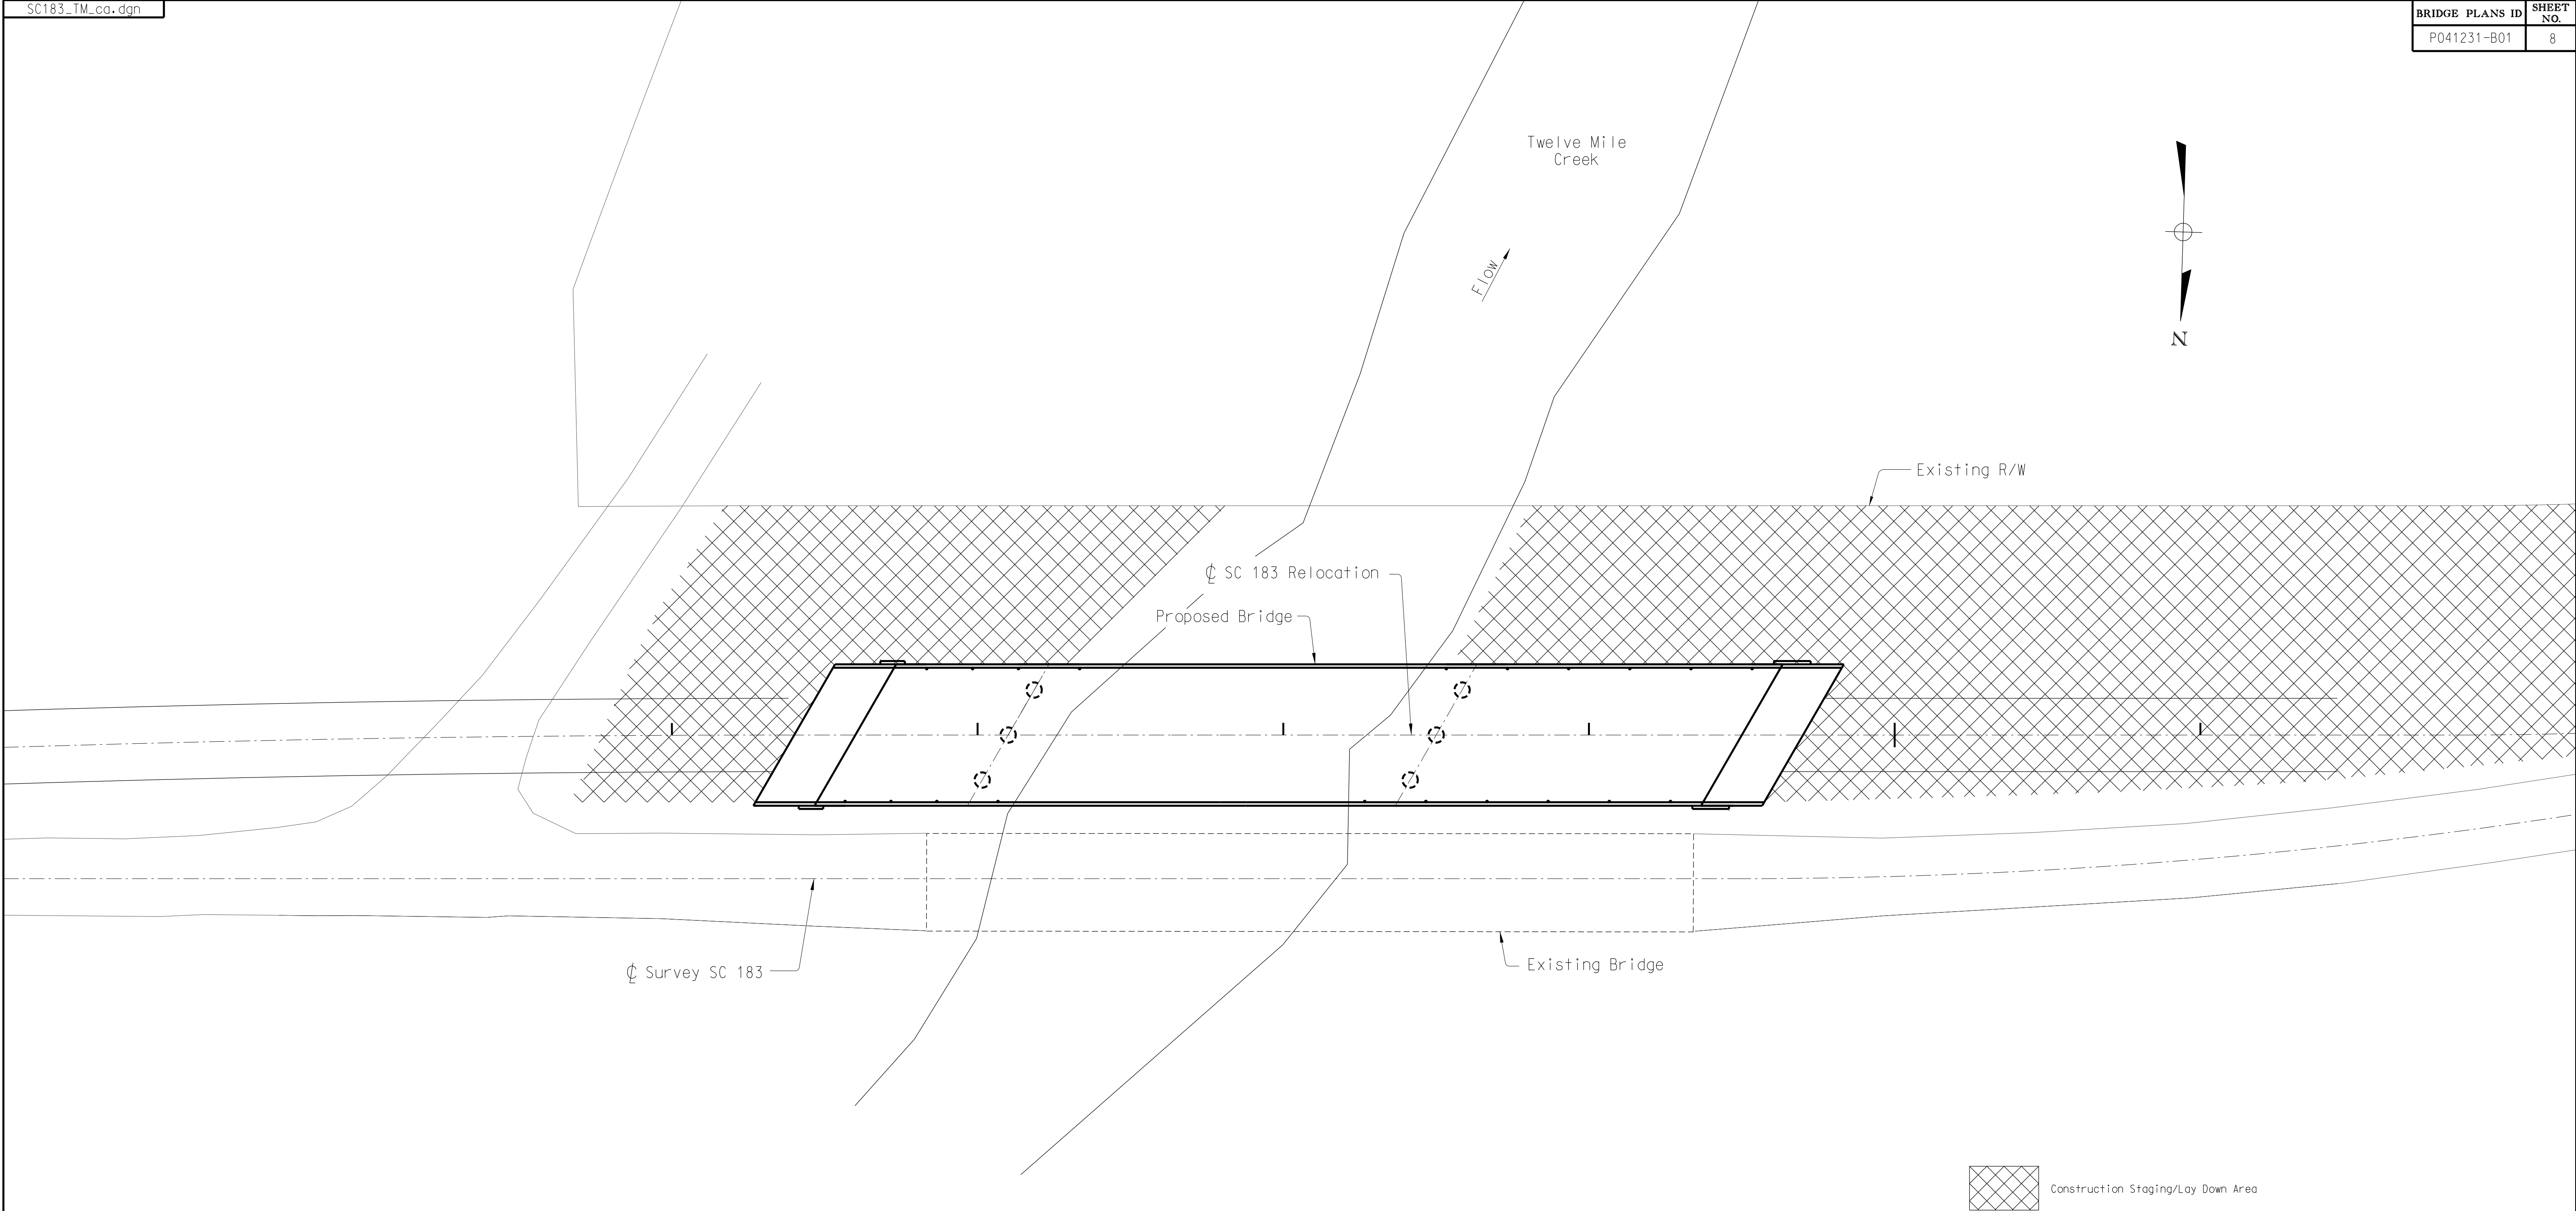 SC183_TM_ca.dgn
BRIDGE PLANS ID
SHEET
NO.
P041231-B01
8
Twelve Mile
Creek
Flow
N
Existing R/W
℄ SC 183 Relocation
Proposed Bridge
℄ Survey SC 183
Existing Bridge
Construction Staging/Lay Down Area